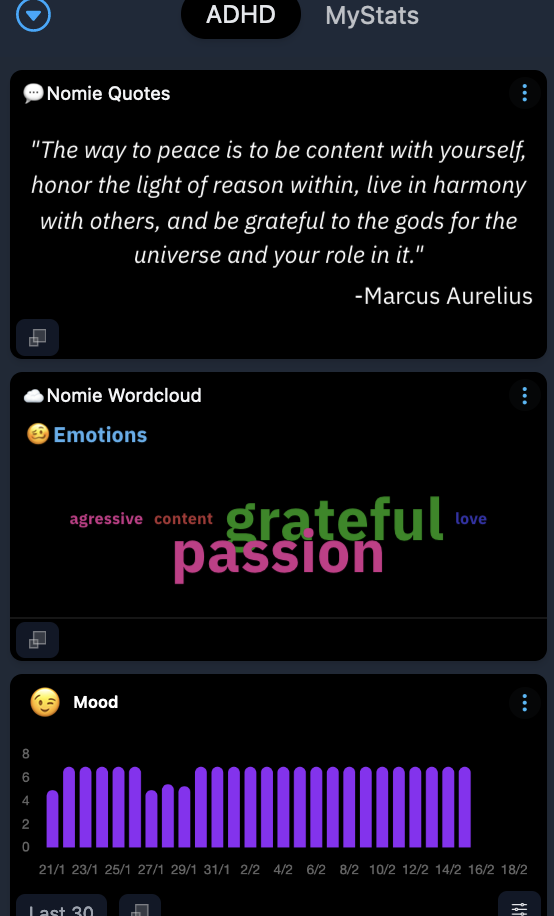 ADHD MyStats
Nomie Quotes
"The way to peace is to be content with yourself,
honor the light of reason within, live in harmony
with others, and be grateful to the gods for the
universe and your role in it."
-Marcus Aurelius
Nomie Wordcloud
Emotions
agressive content grateful love
passion
Mood
8
6
4
2
0
21/1 23/1 25/1 27/1 29/1 31/1 2/2 4/2 6/2 8/2 10/2 12/2 14/2 16/2 18/2
Last 30